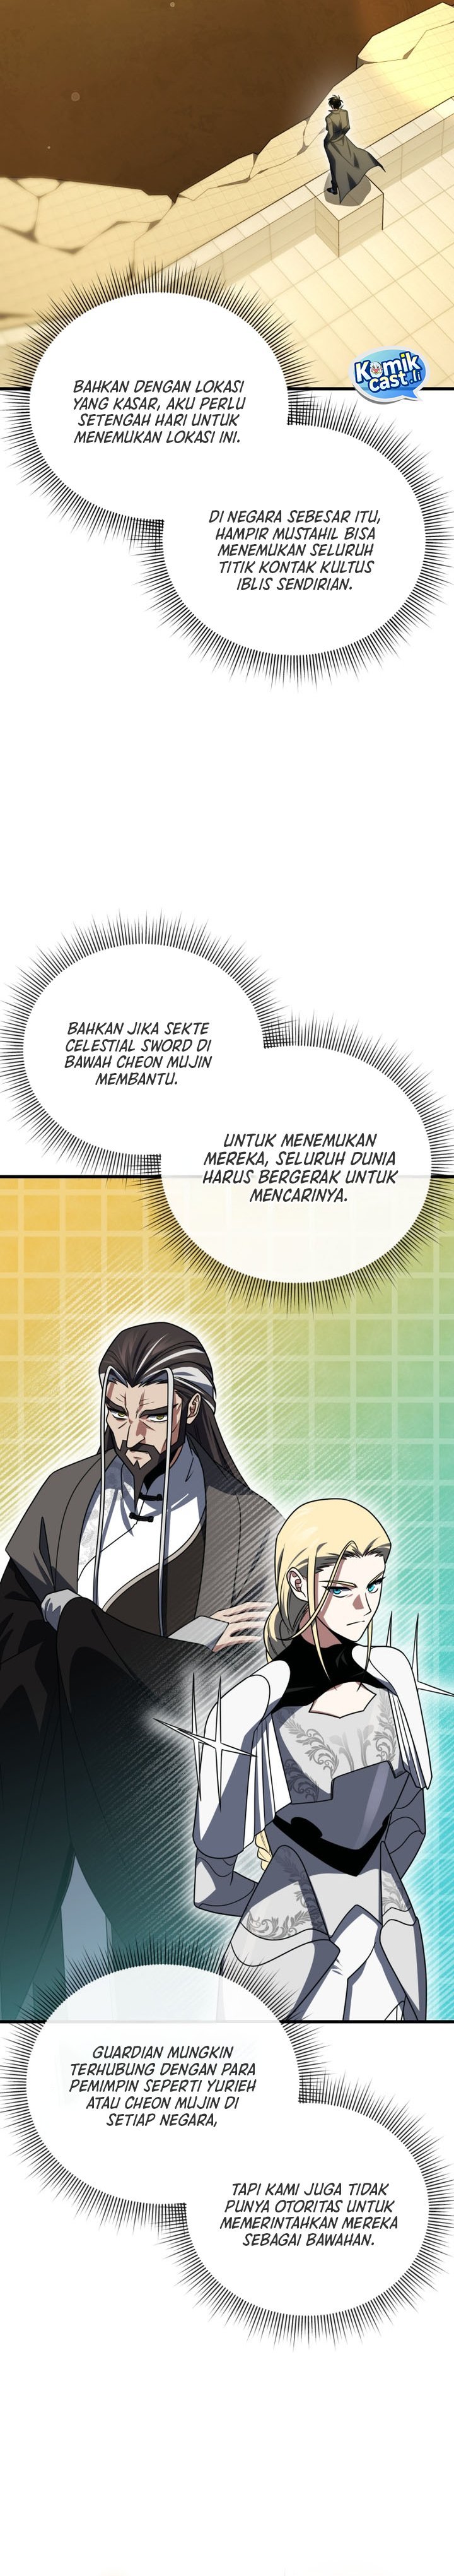 Komik
cast.li
BAHKAN DENGAN LOKASI
YANG KASAR, AKU PERLU
SETENGAH HARI UNTUK
MENEMUKAN LOKASI INI.
DI NEGARA SEBESAR ITU,
HAMPIR MUSTAHIL BISA
MENEMUKAN SELURUH
TITIK KONTAK KULTUS
IBLIS SENDIRIAN.
BAHKAN JIKA SEKTE
CELESTIAL SWORD DI
BAWAH CHEON MUJIN
MEMBANTU.
UNTUK MENEMUKAN
MEREKA, SELURUH DUNIA
HARUS BERGERAK UNTUK
MENCARINYA.
GUARDIAN MUNGKIN
TERHUBUNG DENGAN PARA
PEMIMPIN SEPERTI YURIEH
ATAU CHEON MUJIN DI
SETIAP NEGARA,
TAPI KAMI JUGA TIDAK
PUNYA OTORITAS UNTUK
MEMERINTAHKAN MEREKA
SEBAGAI BAWAHAN.